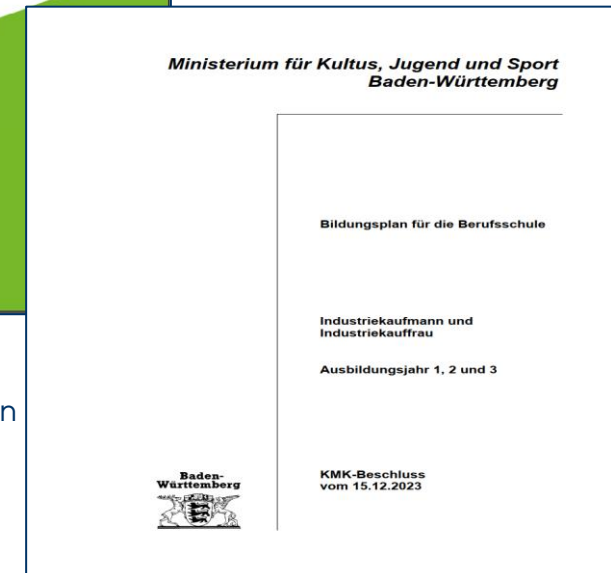 Ministerium für Kultus, Jugend und Sport
Baden-Württemberg
Bildungsplan für die Berufsschule
Industriekaufmann und
Industriekauffrau
Ausbildungsjahr 1, 2 und 3
n
Baden-
Württemberg
KMK-Beschluss
vom 15.12.2023